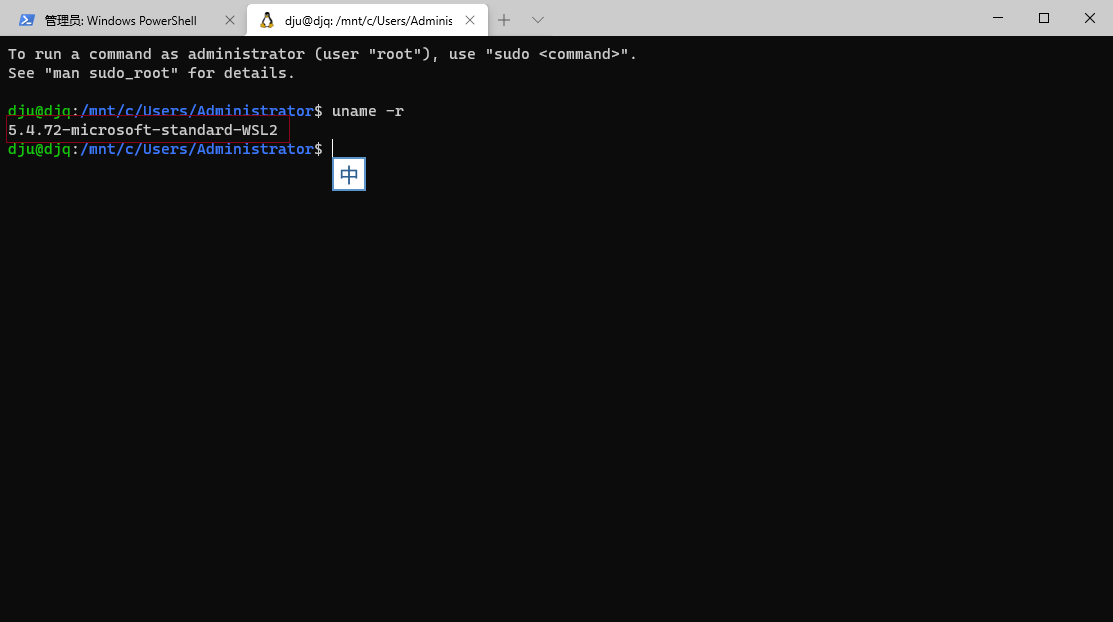 管理员: Windows PowerShell
dju@djq: /mnt/c/Users/Adminis
To run a command as administrator (user "root"), use "sudo <command>".
See "man sudo_root" for details.
dju@djq:/mnt/c/Users/Administrator$ uname -r
5.4.72-microsoft-standard-WSL2
dju@djq:/mnt/c/Users/Administrator$
中